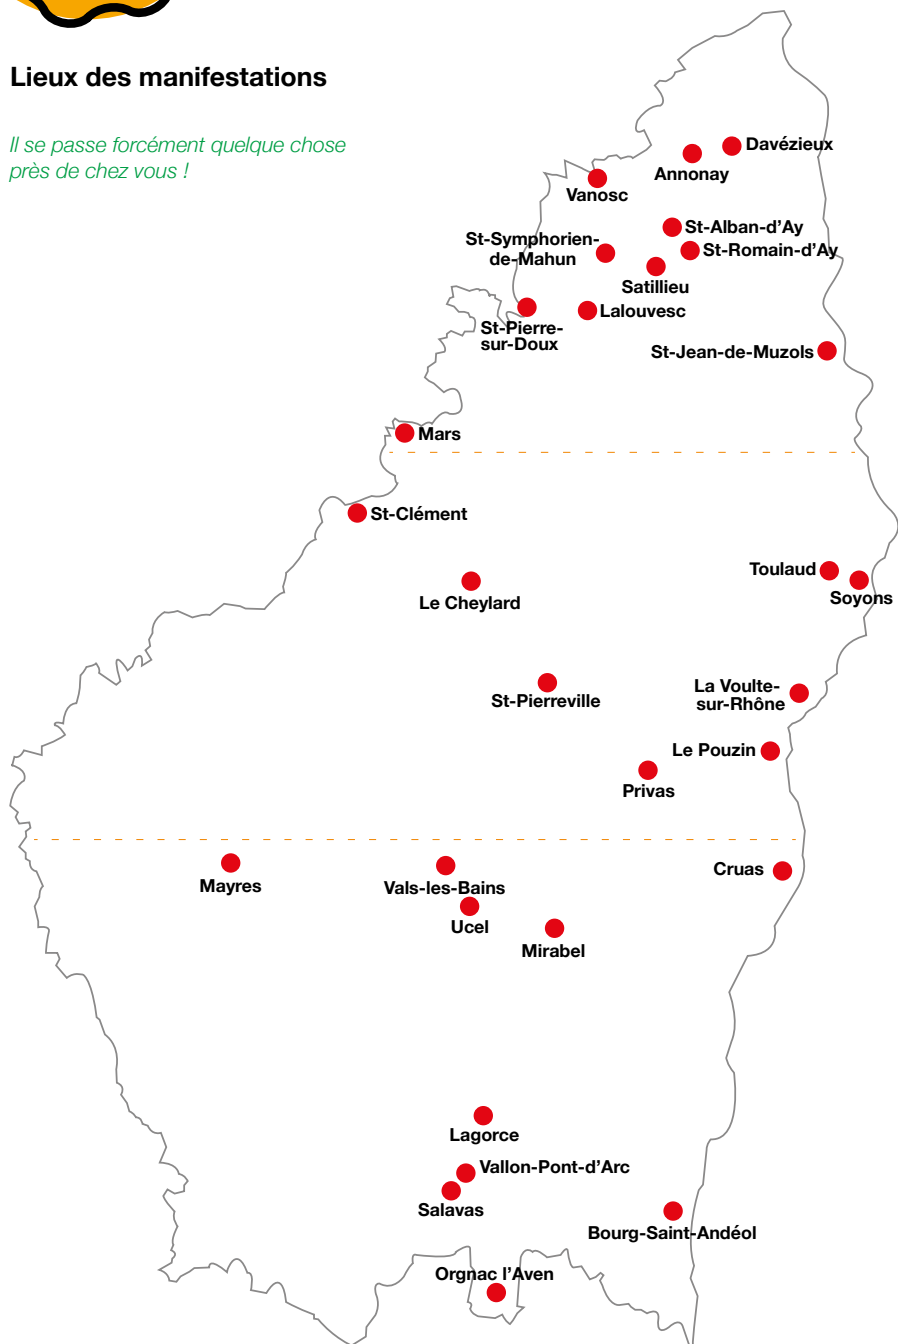 Lieux des manifestations
Il se passe forcément quelque chose
près de chez vous !
Davézieux
Annonay
Vanosc
St-Alban-d'Ay
St-Symphorien-
de-Mahun
St-Romain-d'Ay
Satillieu
Lalouvesc
St-Pierre-
sur-Doux
St-Jean-de-Muzols
Mars
St-Clément
Toulaud
Soyons
Le Cheylard
La Voulte-
sur-Rhône
St-Pierreville
Le Pouzin
Privas
Cruas
Mayres
Vals-les-Bains
Ucel
Mirabel
Lagorce
Vallon-Pont-d'Arc
Salavas
Bourg-Saint-Andéol
Orgnac l'Aven